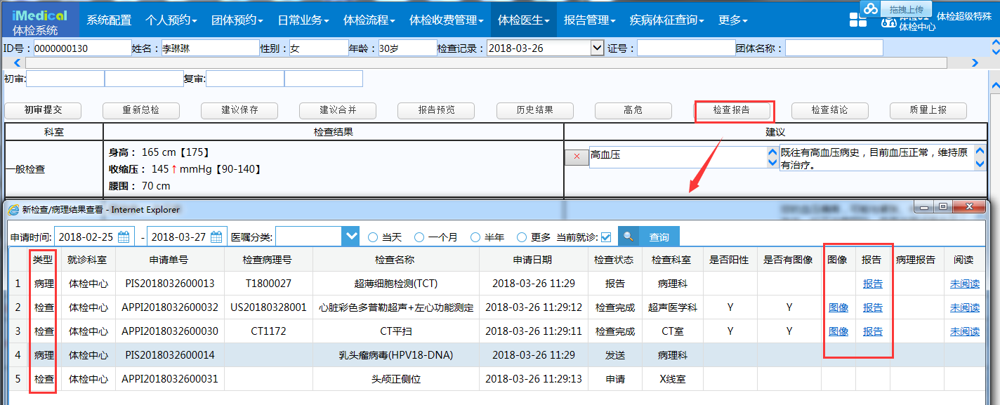 iMedical
体检系统
系统配置 个人预约 团体预约 日常业务 体检流程 体检收费管理 体检医生 报告管理 疾病体征查询 更多
拖拽上传
体检超级特殊
体检中心
ID号： 0000000130 姓名： 李琳琳 性别： 女 年龄： 30岁 检查记录： 2018-03-26 证号： 团体名称：
初审: 复审:
初审提交 重新总检 建议保存 建议合并 报告预览 历史结果 高危 检查报告 检查结论 质量上报
科室 检查结果 建议
一般检查
身高： 165 cm【175】
收缩压： 145↑mmHg【90-140】
腰围： 70 cm
× 高血压
既往有高血压病史，目前血压正常，维持原
有治疗。
新检查/病理结果查看 - Internet Explorer
申请时间: 2018-02-25 - 2018-03-27 医嘱分类: 当天 一个月 半年 更多 当前就诊: 查询
类型 就诊科室 申请单号 检查病理号 检查名称 申请日期 检查状态 检查科室 是否阳性 是否有图像 图像 报告 病理报告 阅读
1 病理 体检中心 PIS2018032600013 T1800027 超薄细胞检测(TCT) 2018-03-26 11:29 报告 病理科 报告 未阅读
2 检查 体检中心 APPI2018032600032 US20180328001 心脏彩色多普勒超声+左心功能测定 2018-03-26 11:29:12 检查完成 超声医学科 Y Y 图像 报告 未阅读
3 检查 体检中心 APPI2018032600030 CT1172 CT平扫 2018-03-26 11:29:11 检查完成 CT室 Y Y 图像 报告 未阅读
4 病理 体检中心 PIS2018032600014 乳头瘤病毒(HPV18-DNA) 2018-03-26 11:29 发送 病理科
5 检查 体检中心 APPI2018032600031 头颅正侧位 2018-03-26 11:29:13 申请 X线室